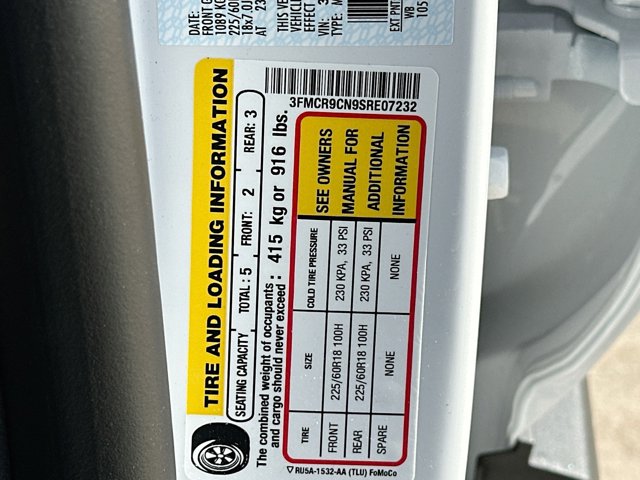 DATE:
FRONT G
1089 KG
225/60
18x7.0J
AT 23
THIS VE
VEHICLE
EFFECT
VIN: 3
TYPE: M
EXT PNT
WB
105
3FMCR9CN9SRE07232
TIRE AND LOADING INFORMATION
SEATING CAPACITY TOTAL : 5 FRONT: 2 REAR: 3
The combined weight of occupants :
and cargo should never exceed : 415 kg or 916 lbs.
TIRE SIZE COLD TIRE PRESSURE
FRONT 225/60R18 100H 230 KPA, 33 PSI
REAR 225/60R18 100H 230 KPA, 33 PSI
SPARE NONE NONE
SEE OWNERS
MANUAL FOR
ADDITIONAL
INFORMATION
RU5A-1532-AA (TLU) FoMoCo